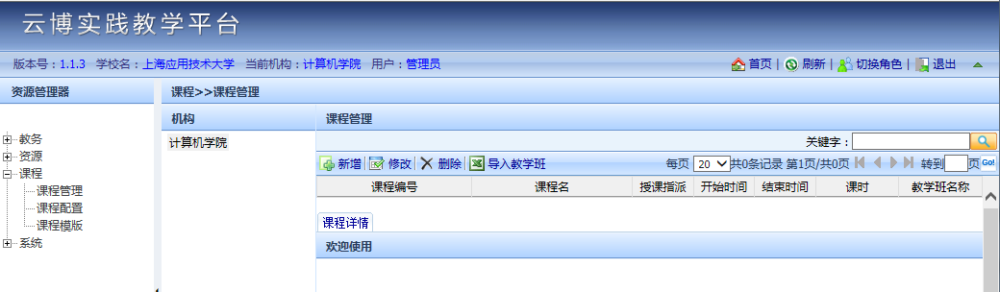 云博实践教学平台
版本号：1.1.3 学校名：上海应用技术大学 当前机构：计算机学院 用户：管理员 首页 | 刷新 | 切换角色 | 退出
资源管理器
课程>>课程管理
教务
资源
课程
课程管理
课程配置
课程模版
系统
机构
计算机学院
课程管理
关键字：
新增 修改 删除 导入教学班 每页 20 共0条记录 第1页/共0页 转到 页 Go!
课程编号 课程名 授课指派 开始时间 结束时间 课时 教学班名称
课程详情
欢迎使用